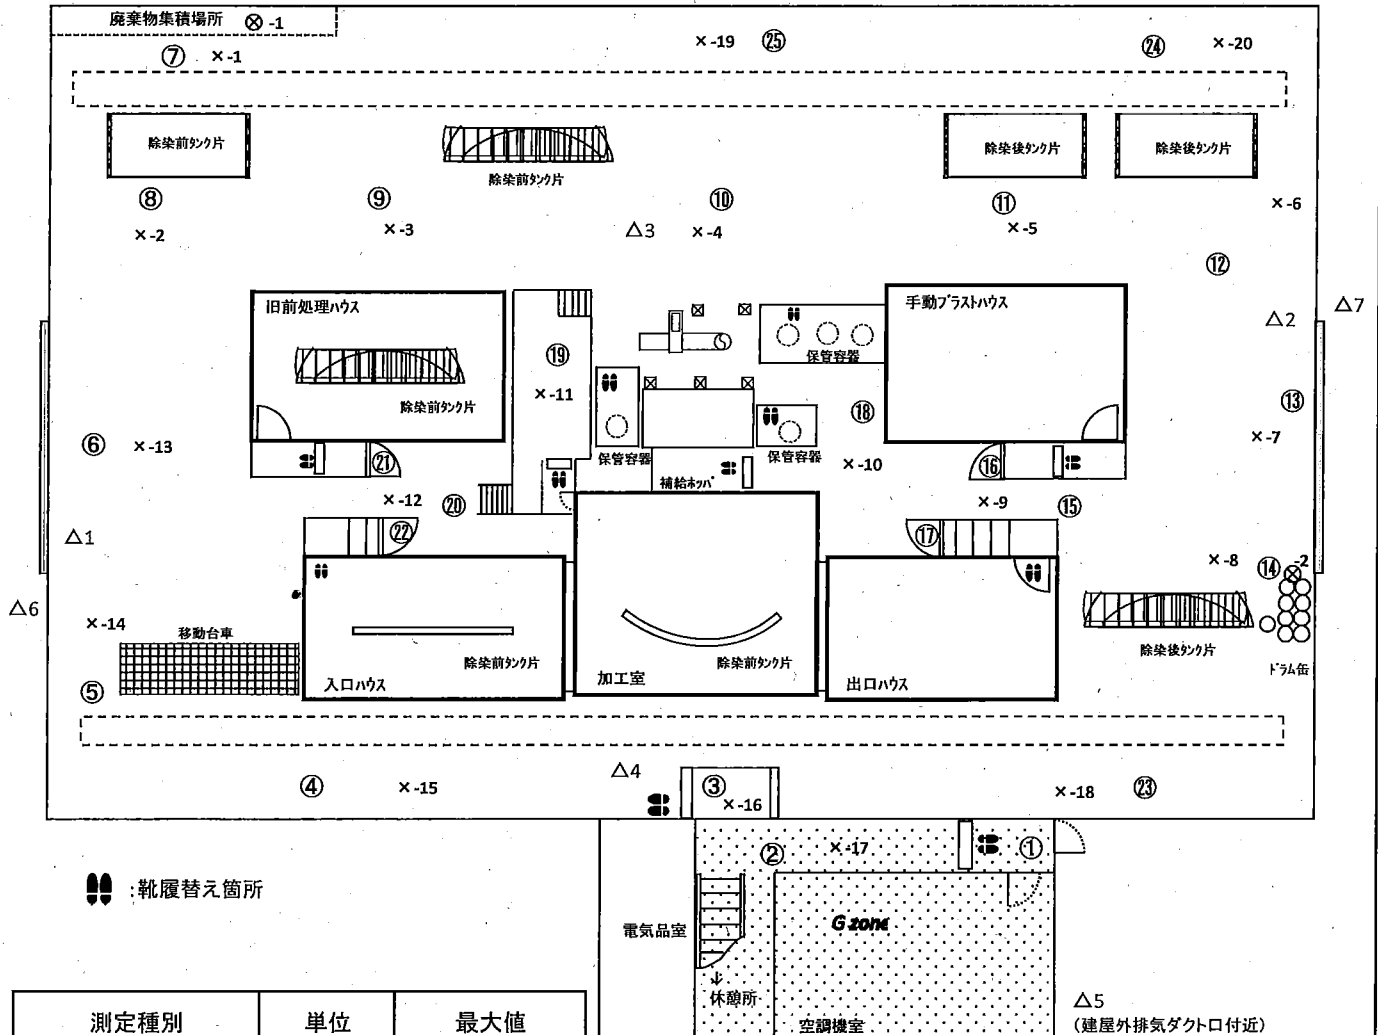 廃棄物集積場所 ⊗ -1
⑦ ×-1
×-19 ㉕
㉔ ×-20
除染前タンク片
除染前タンク片
除染後タンク片
除染後タンク片
⑧ ⑨ ⑩ ⑪
×-6
×-2 ×-3 △3 ×-4 ×-5
⑫
旧前処理ハウス
手動ブラストハウス
△2 △7
保管容器
⑲
除染前タンク片
×-11
⑱
⑬
⑥ ×-13
×-7
㉑
保管容器
保管容器
×-10
⑯
補給ホッパ
×-12 ⑳
×-9 ⑮
㉒
⑰
△1
×-8 ⑭ ⊗ -2
△6
×-14
移動台車
除染前タンク片
除染前タンク片
除染後タンク片
ドラム缶
⑤
入口ハウス
加工室
出口ハウス
④ ×-15
△4 ③ ×-16
×-18 ㉓
② ×-17 ①
:靴履替え箇所
電気品室
G zone
休憩所
空調機室
△5
(建屋外排気ダクト口付近)
測定種別 単位 最大値